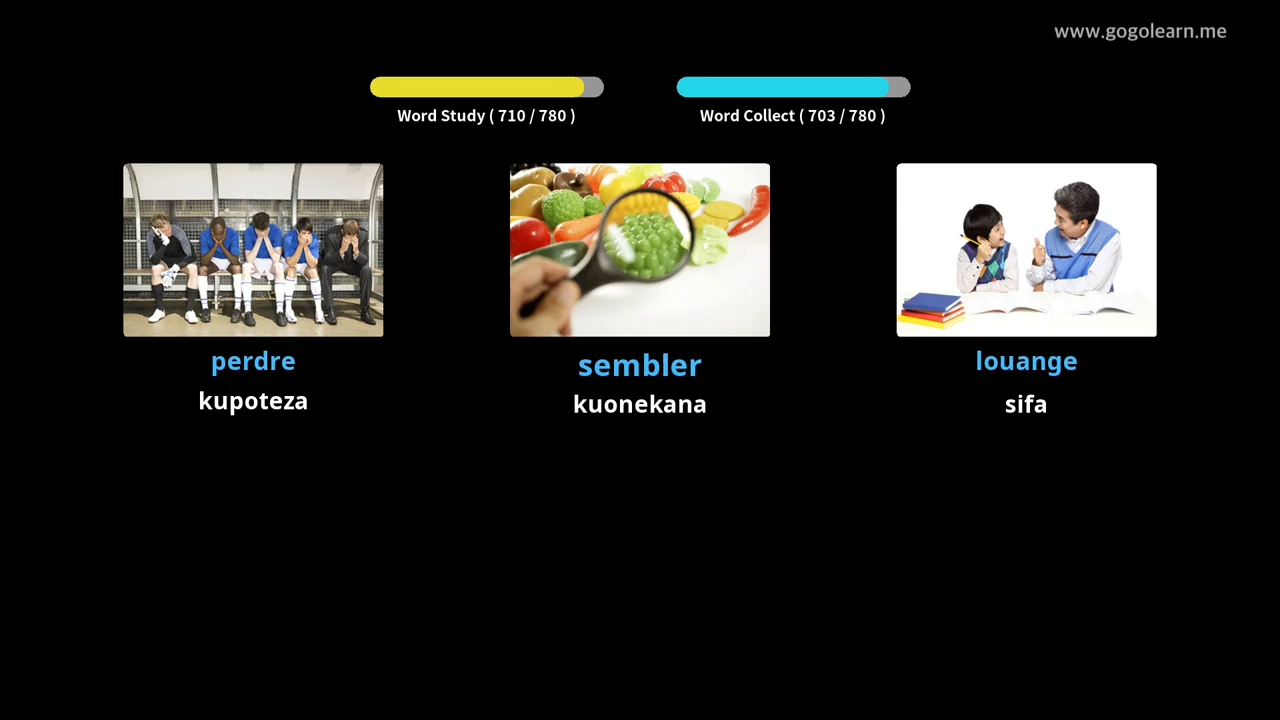 www.gogolearn.me
Word Study ( 710 / 780 )
Word Collect ( 703 / 780 )
perdre
sembler
louange
kupoteza
kuonekana
sifa